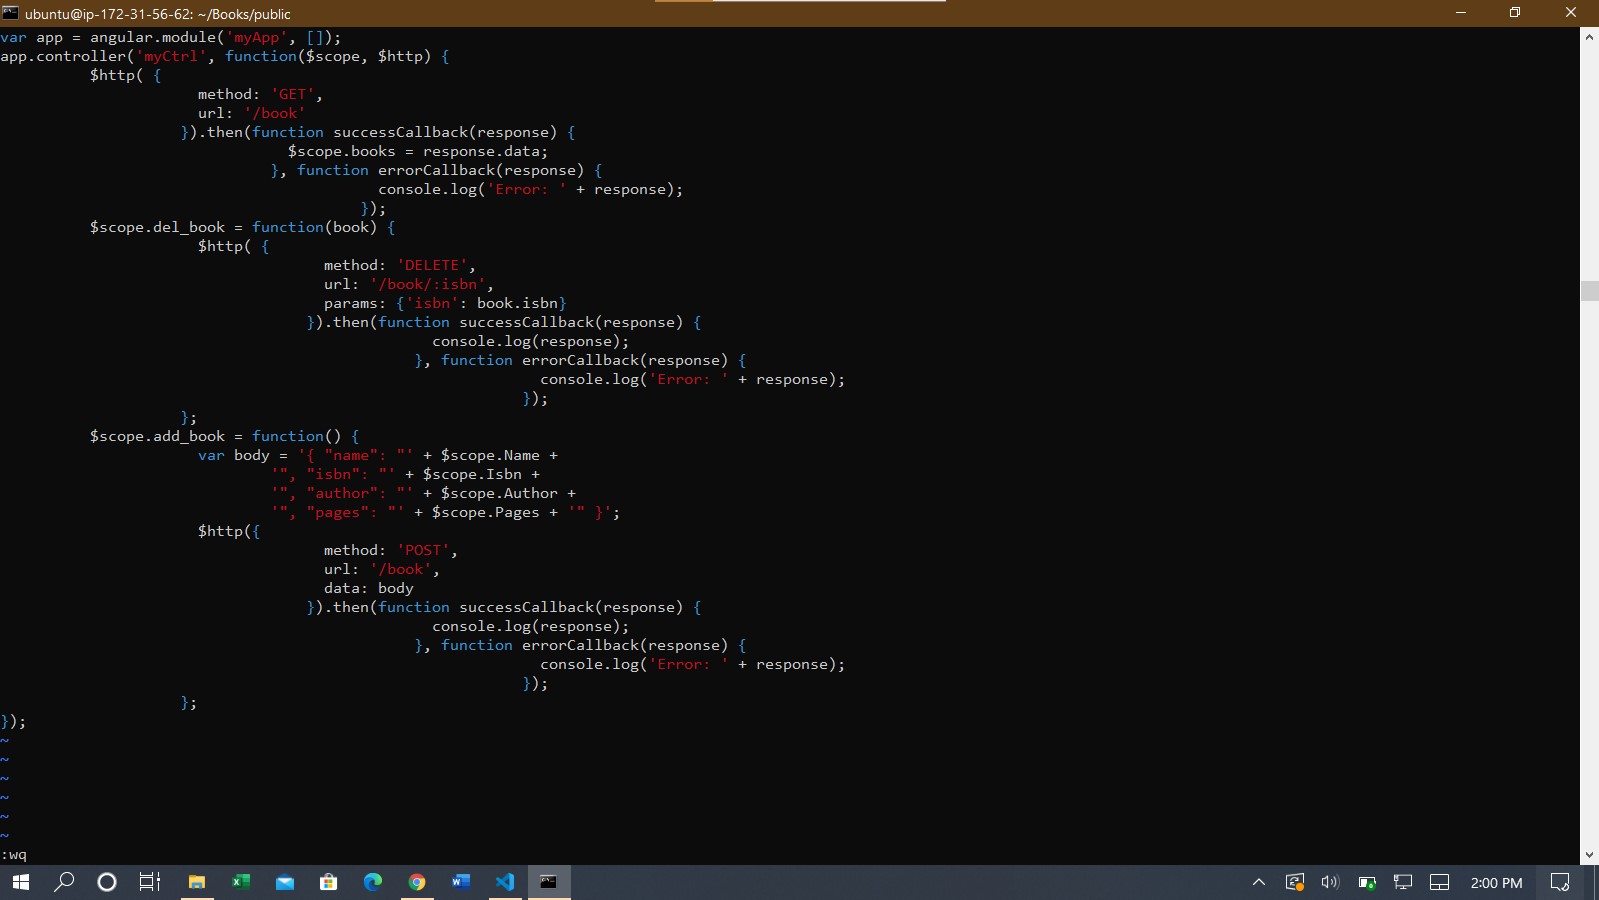 ubuntu@ip-172-31-56-62: ~/Books/public
var app = angular.module('myApp', []);
app.controller('myCtrl', function($scope, $http) {
$http( {
method: 'GET',
url: '/book'
}).then(function successCallback(response) {
$scope.books = response.data;
}, function errorCallback(response) {
console.log('Error: ' + response);
});
$scope.del_book = function(book) {
$http( {
method: 'DELETE',
url: '/book/:isbn',
params: {'isbn': book.isbn}
}).then(function successCallback(response) {
console.log(response);
}, function errorCallback(response) {
console.log('Error: ' + response);
});
};
$scope.add_book = function() {
var body = '{ "name": "' + $scope.Name +
'", "isbn": "' + $scope.Isbn +
'", "author": "' + $scope.Author +
'", "pages": "' + $scope.Pages + '" }';
$http({
method: 'POST',
url: '/book',
data: body
}).then(function successCallback(response) {
console.log(response);
}, function errorCallback(response) {
console.log('Error: ' + response);
});
};
});
~
~
~
~
~
~
:wq
2:00 PM